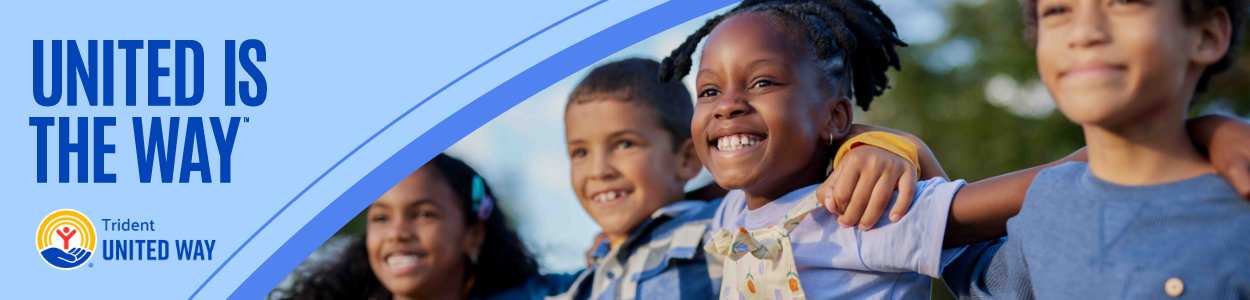 UNITED IS
THE WAY™
Trident
UNITED WAY®